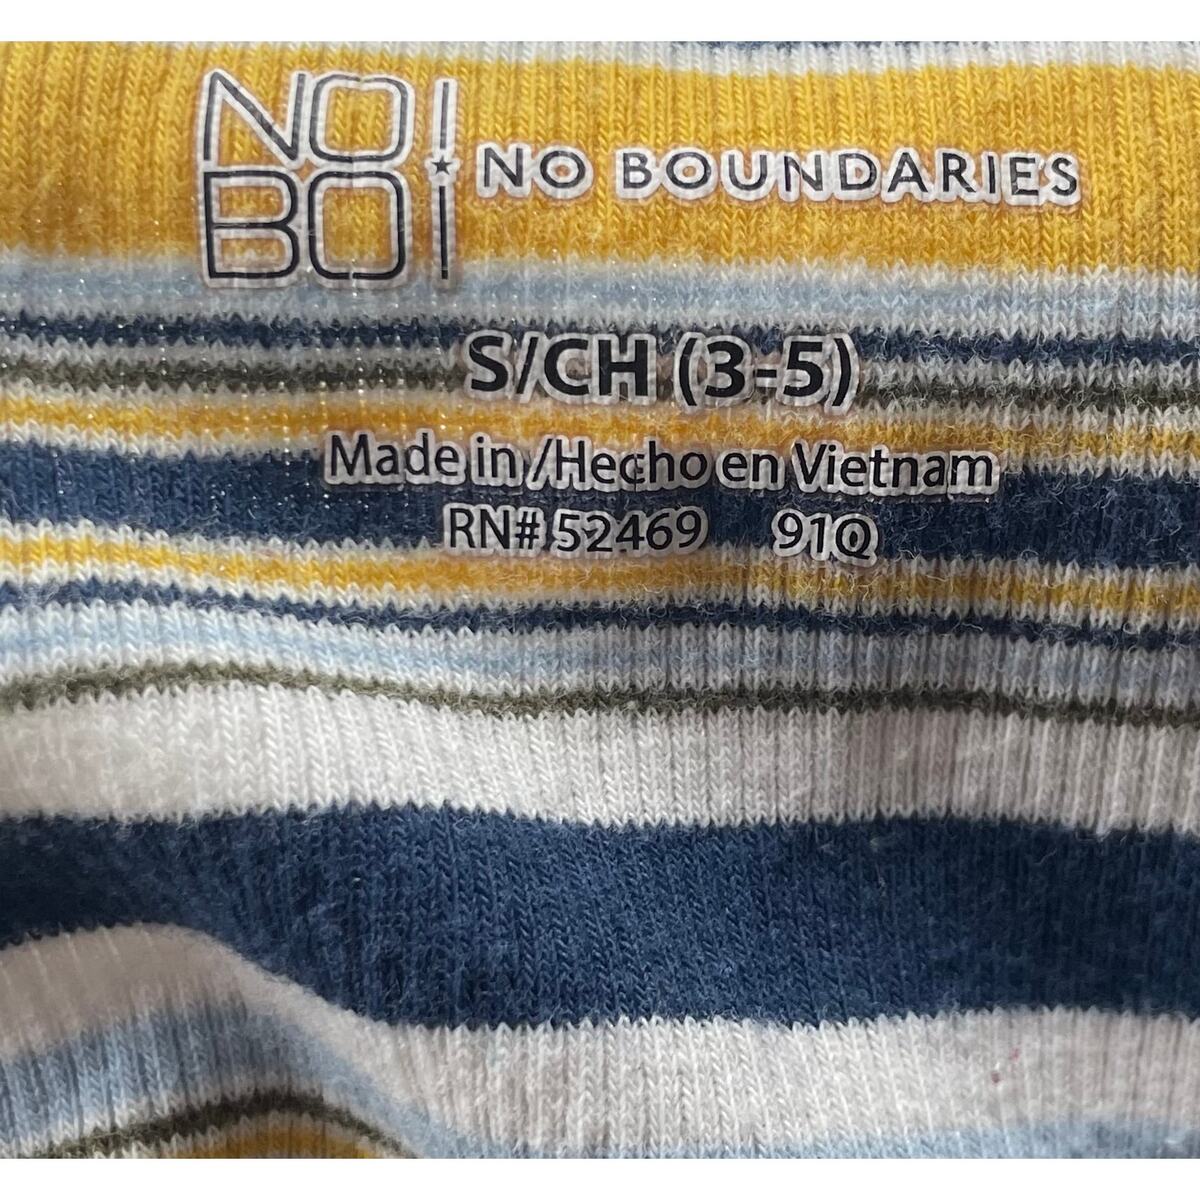 NO
BO
NO BOUNDARIES
S/CH (3-5)
Made in /Hecho en Vietnam
RN# 52469 91Q